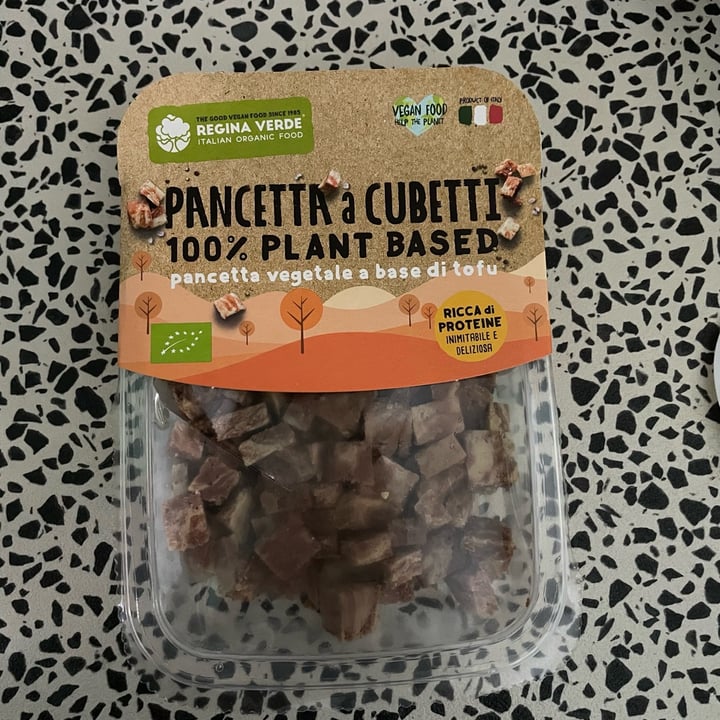 THE GOOD VEGAN FOOD SINCE 1985
REGINA VERDE
ITALIAN ORGANIC FOOD
VEGAN FOOD
HELP THE PLANET
PRODUCT OF ITALY
PANCETTA a CUBETTI
100% PLANT BASED
pancetta vegetale a base di tofu
RICCA di
PROTEINE
INIMITABILE E
DELIZIOSA